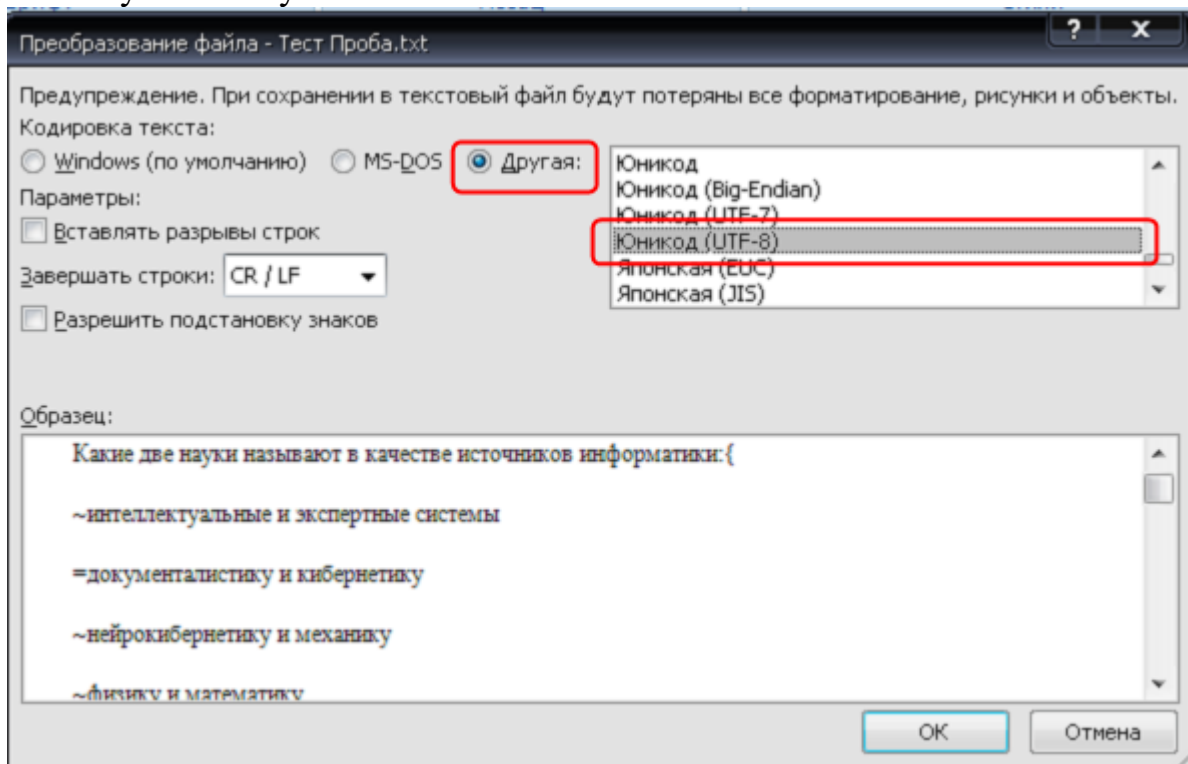 Преобразование файла - Тест Проба.txt
? x
Предупреждение. При сохранении в текстовый файл будут потеряны все форматирование, рисунки и объекты.
Кодировка текста:
Windows (по умолчанию) MS-DOS Другая:
Юникод
Юникод (Big-Endian)
Юникод (UTF-7)
Юникод (UTF-8)
Японская (EUC)
Японская (JIS)
Параметры:
Вставлять разрывы строк
Завершать строки: CR / LF
Разрешить подстановку знаков
Образец:
Какие две науки называют в качестве источников информатики:{
~интеллектуальные и экспертные системы
=документалистику и кибернетику
~нейрокибернетику и механику
~физику и математику
ОК Отмена